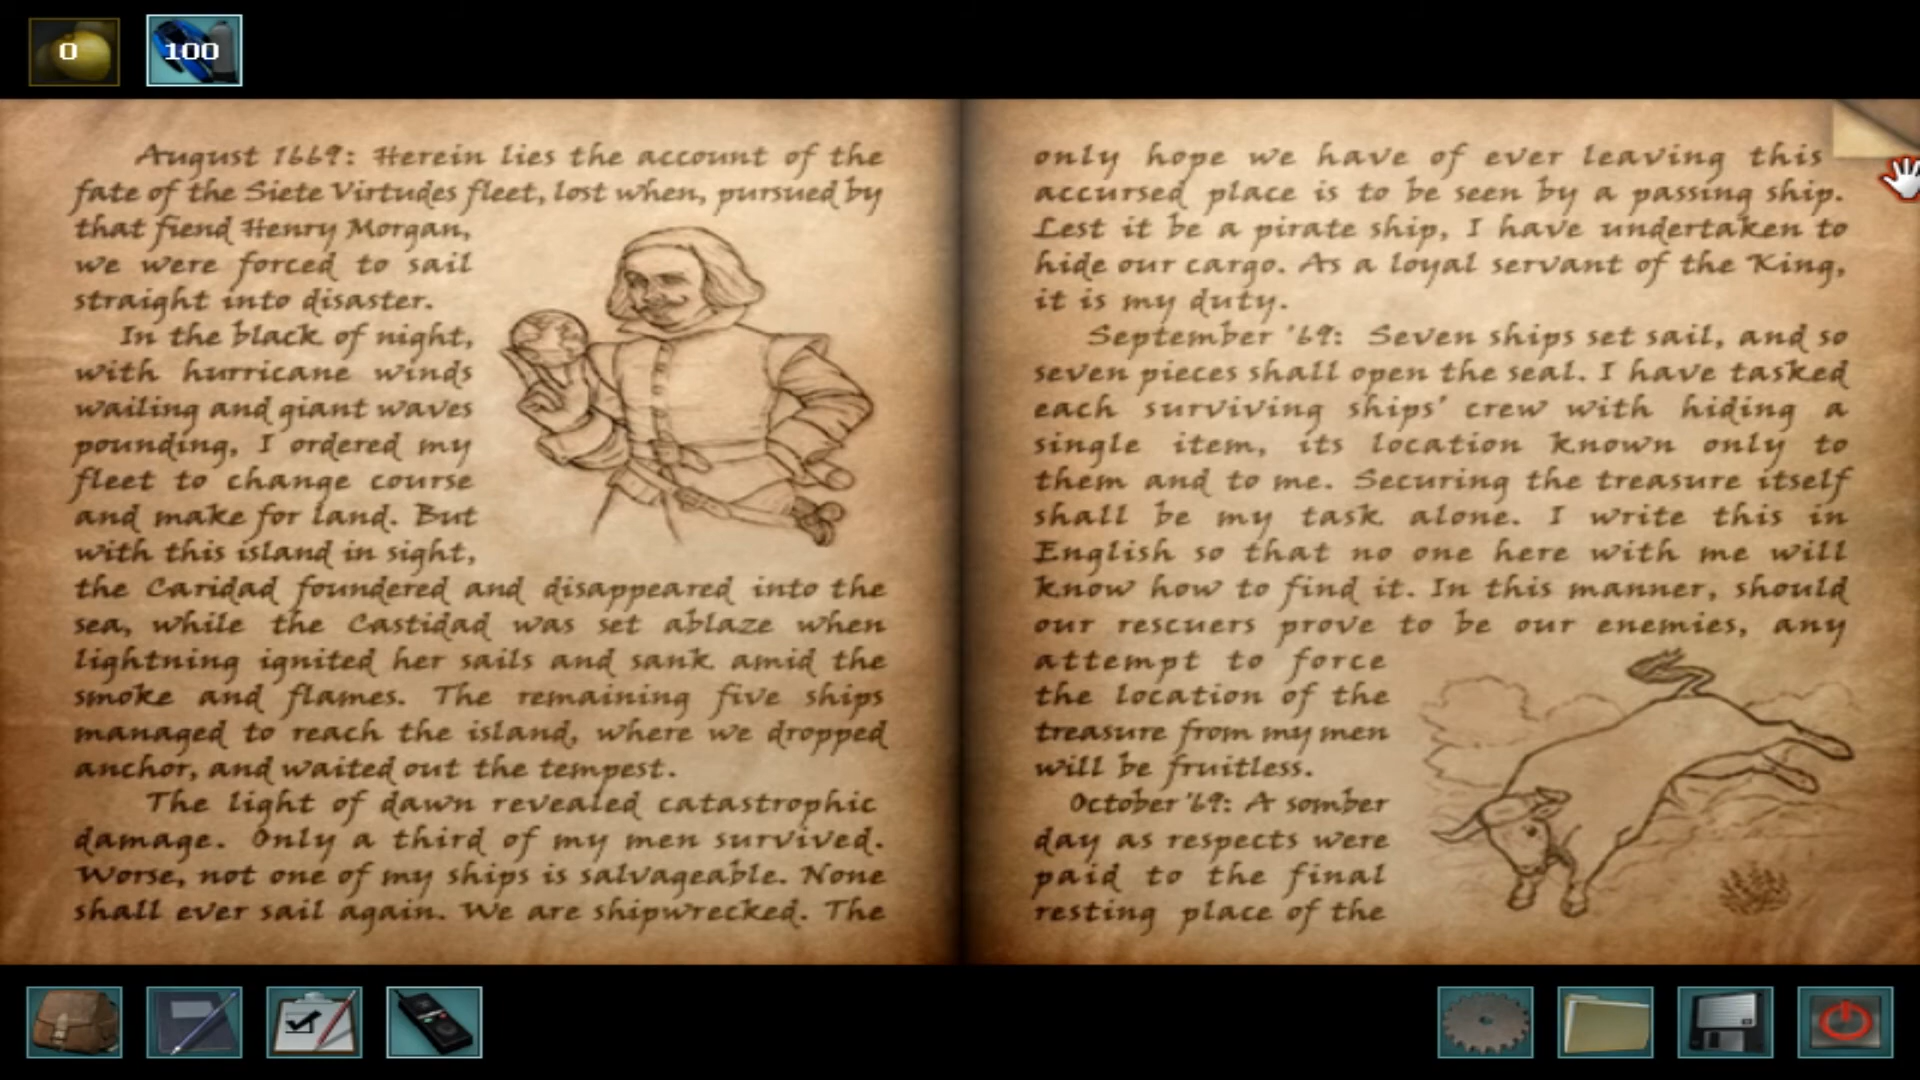 0
100
August 1669: Herein lies the account of the
fate of the Siete Virtudes fleet, lost when, pursued by
that fiend Henry Morgan,
we were forced to sail
straight into disaster.
In the black of night,
with hurricane winds
wailing and giant waves
pounding, I ordered my
fleet to change course
and make for land. But
with this island in sight,
the Caridad foundered and disappeared into the
sea, while the Castidad was set ablaze when
lightning ignited her sails and sank amid the
smoke and flames. The remaining five ships
managed to reach the island, where we dropped
anchor, and waited out the tempest.
The light of dawn revealed catastrophic
damage. Only a third of my men survived.
Worse, not one of my ships is salvageable. None
shall ever sail again. We are shipwrecked. The
only hope we have of ever leaving this
accursed place is to be seen by a passing ship.
Lest it be a pirate ship, I have undertaken to
hide our cargo. As a loyal servant of the King,
it is my duty.
September '69: Seven ships set sail, and so
seven pieces shall open the seal. I have tasked
each surviving ships' crew with hiding a
single item, its location known only to
them and to me. Securing the treasure itself
shall be my task alone. I write this in
English so that no one here with me will
know how to find it. In this manner, should
our rescuers prove to be our enemies, any
attempt to force
the location of the
treasure from my men
will be fruitless.
October '69: A somber
day as respects were
paid to the final
resting place of the